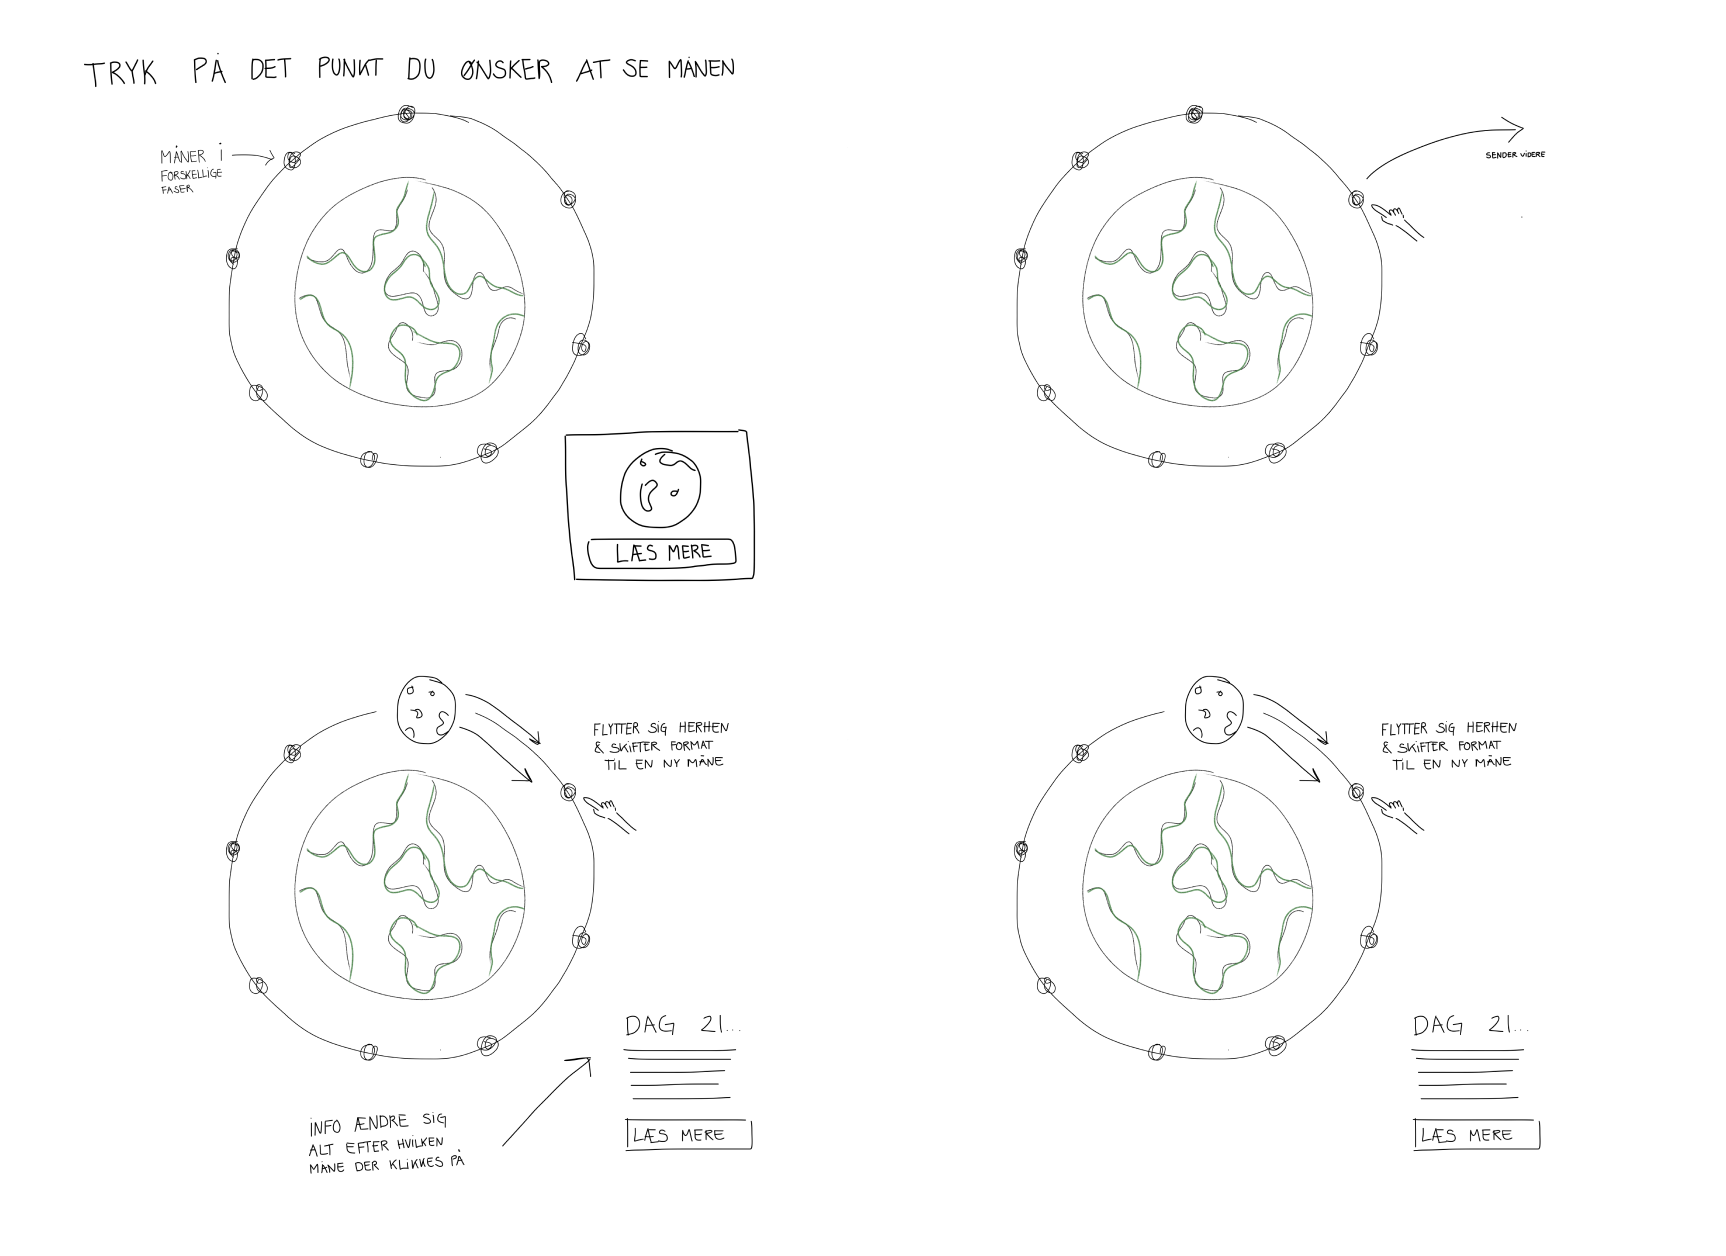 TRYK PÅ DET PUNKT DU ØNSKER AT SE MÅNEN
MÅNER I
FORSKELLIGE
FASER
LÆS MERE
SENDER VIDERE
FLYTTER SIG HERHEN
& SKIFTER FORMAT
TIL EN NY MÅNE
DAG 21...
LÆS MERE
INFO ÆNDRE SIG
ALT EFTER HVILKEN
MÅNE DER KLIKKES PÅ
FLYTTER SIG HERHEN
& SKIFTER FORMAT
TIL EN NY MÅNE
DAG 21...
LÆS MERE